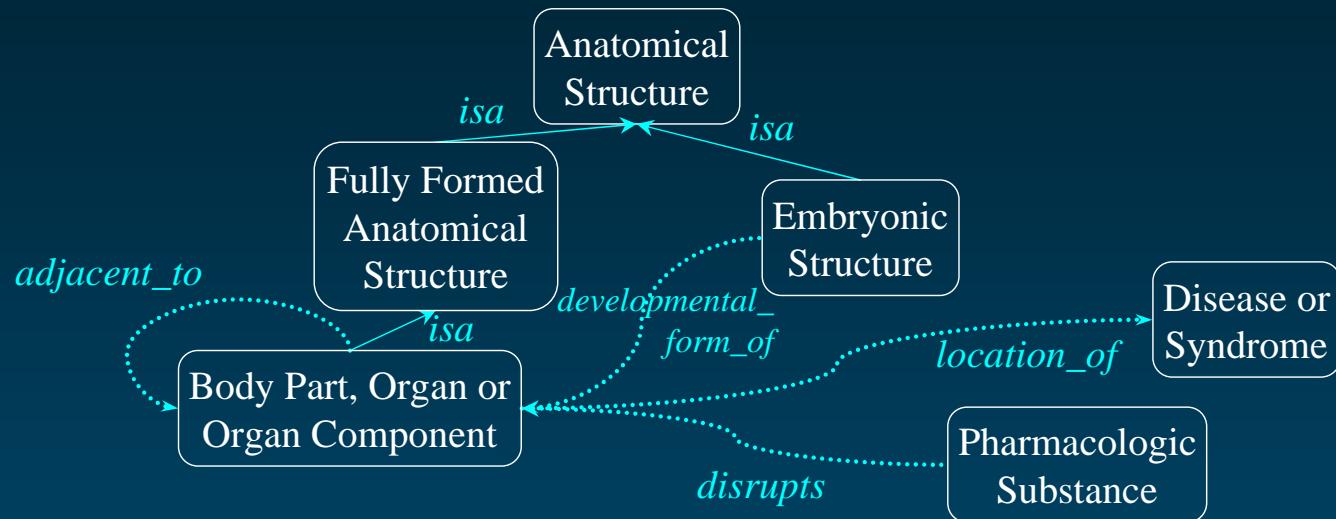 Anatomical
Structure
isa
isa
Fully Formed
Anatomical
Structure
Embryonic
Structure
adjacent_to
developmental_
form_of
isa
Disease or
Syndrome
location_of
Body Part, Organ or
Organ Component
Pharmacologic
Substance
disrupts